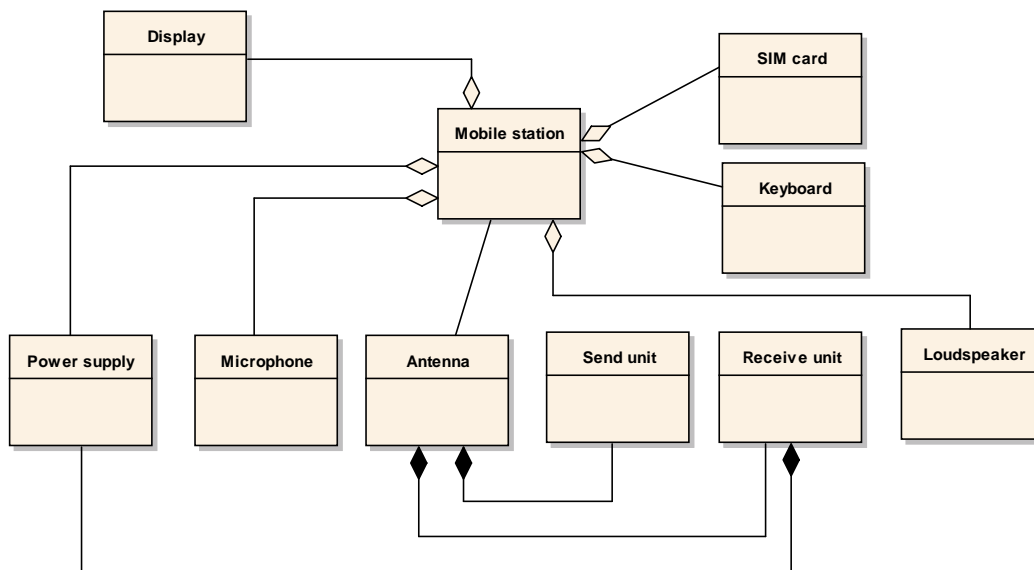 Display
SIM card
Mobile station
Keyboard
Power supply
Microphone
Antenna
Send unit
Receive unit
Loudspeaker